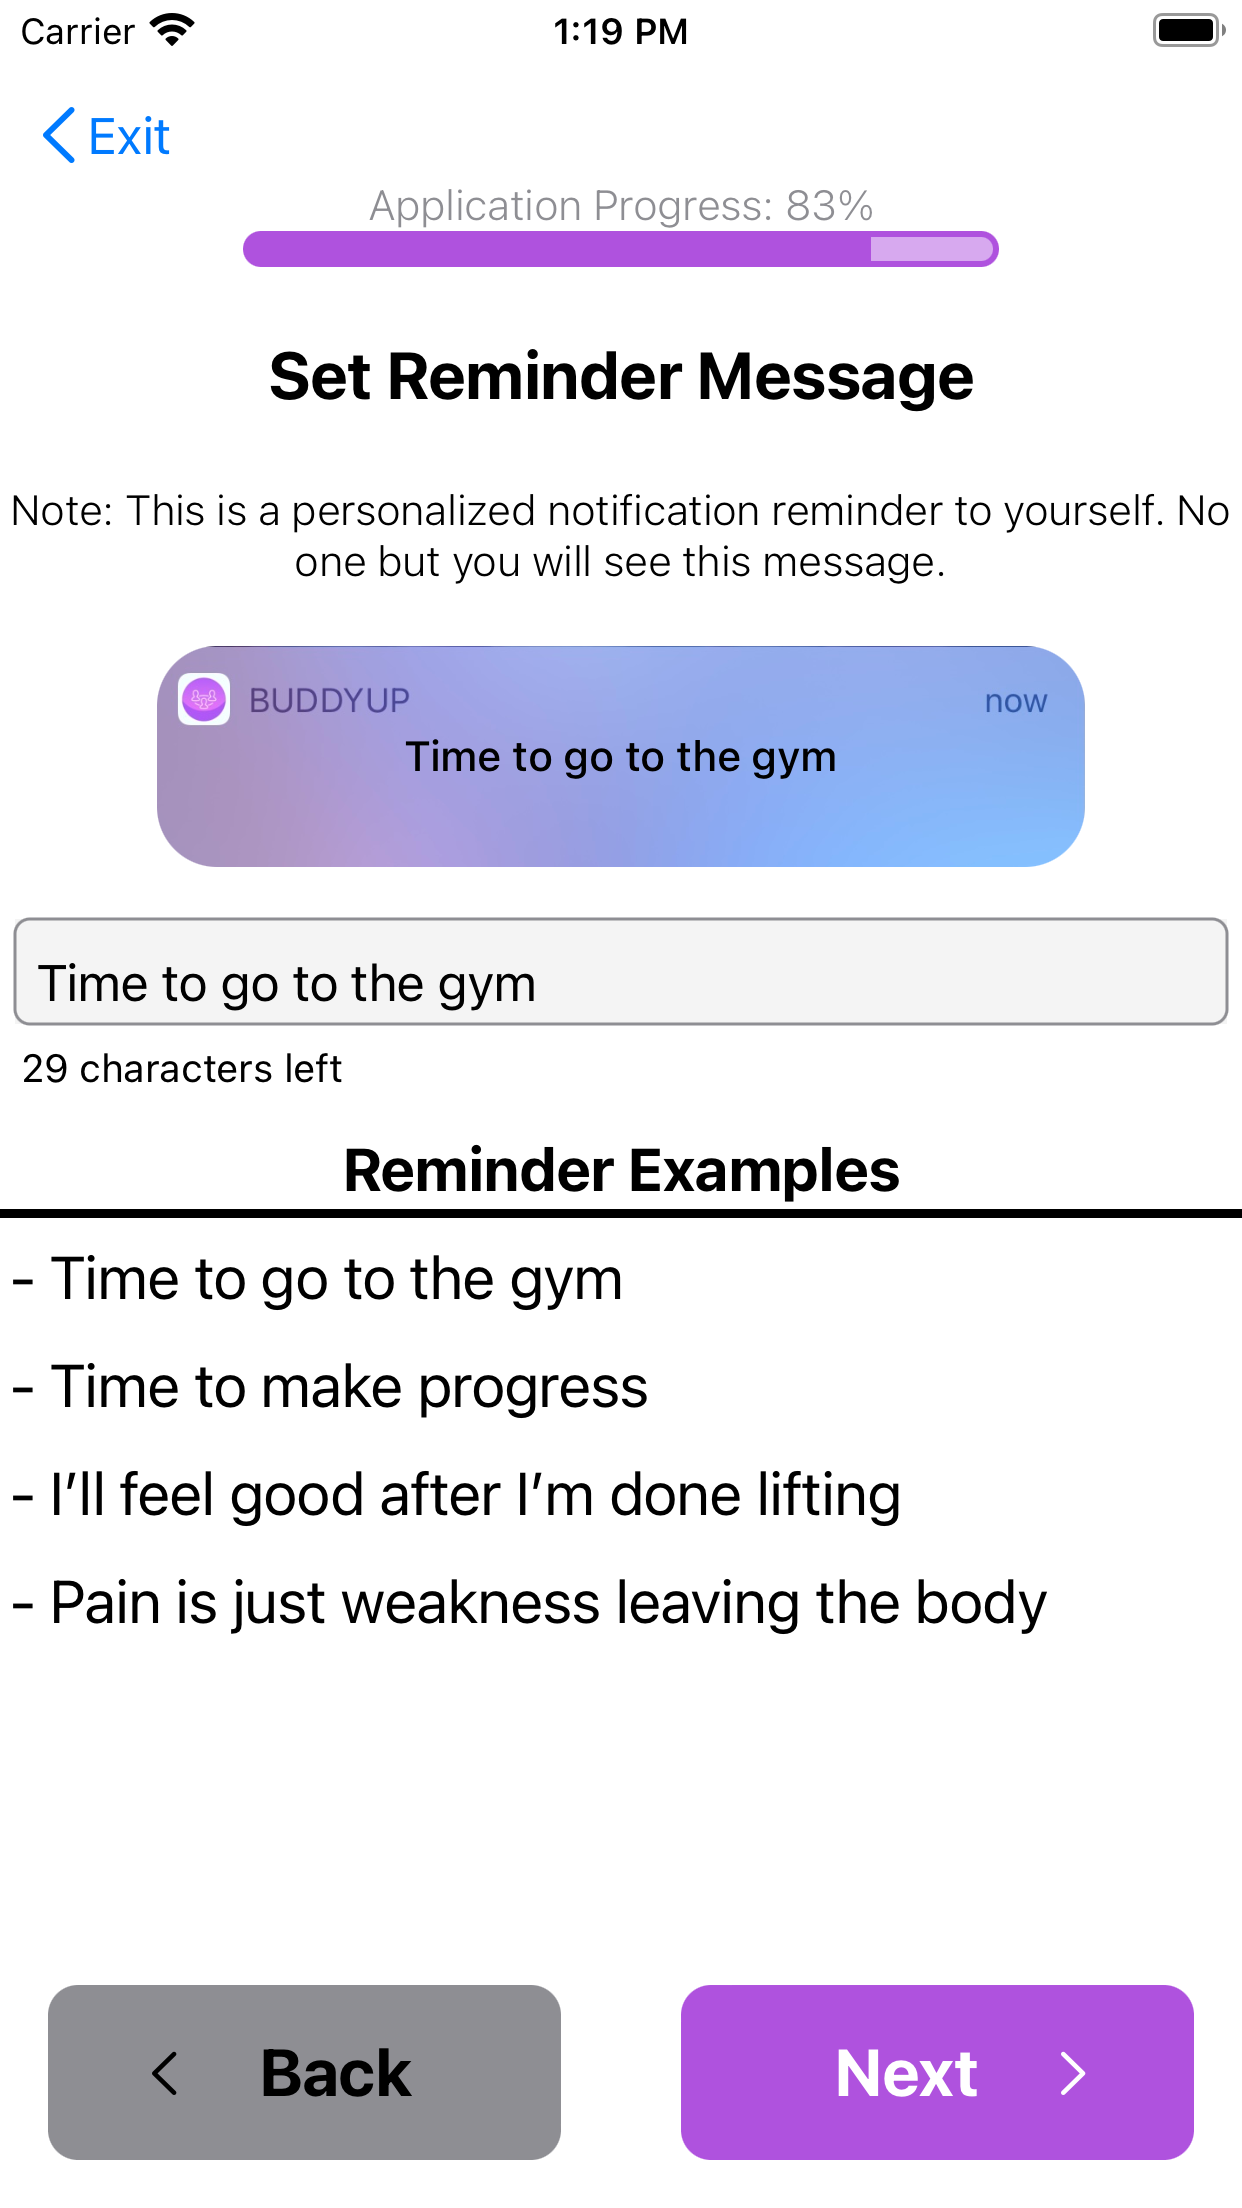 Carrier 1:19 PM
Exit
Application Progress: 83%
Set Reminder Message
Note: This is a personalized notification reminder to yourself. No
one but you will see this message.
BUDDYUP now
Time to go to the gym
Time to go to the gym
29 characters left
Reminder Examples
- Time to go to the gym
- Time to make progress
- I’ll feel good after I’m done lifting
- Pain is just weakness leaving the body
Back Next